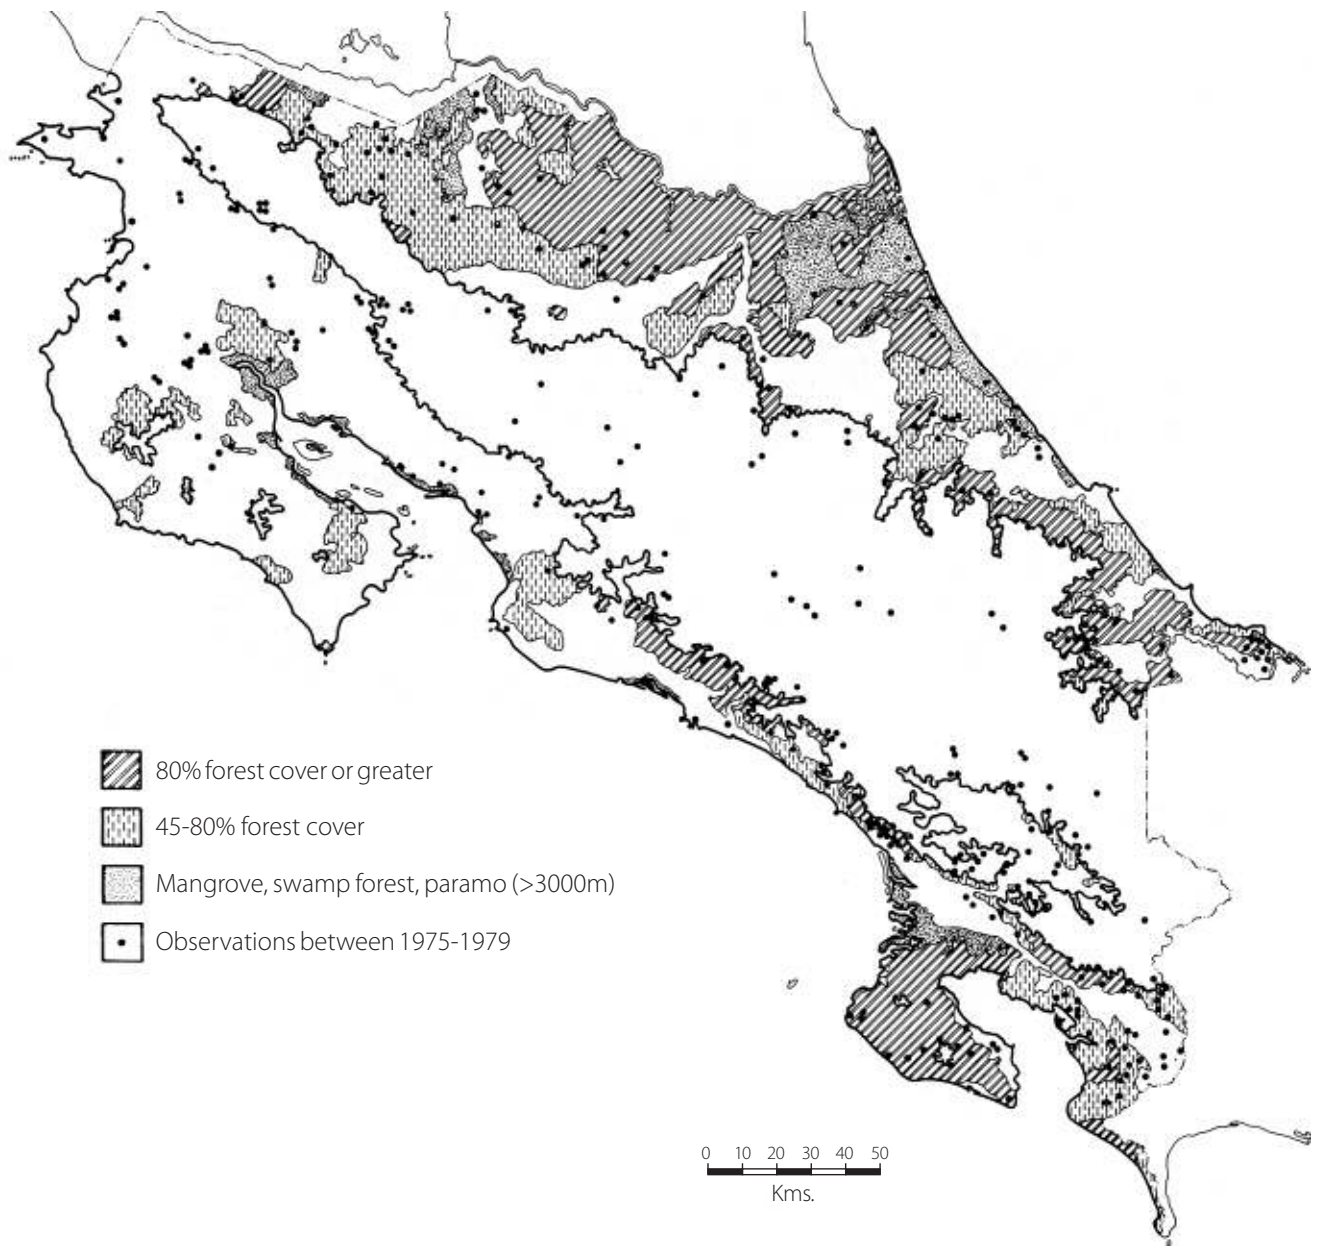 80% forest cover or greater
45-80% forest cover
Mangrove, swamp forest, paramo (>3000m)
Observations between 1975-1979
0 10 20 30 40 50
Kms.